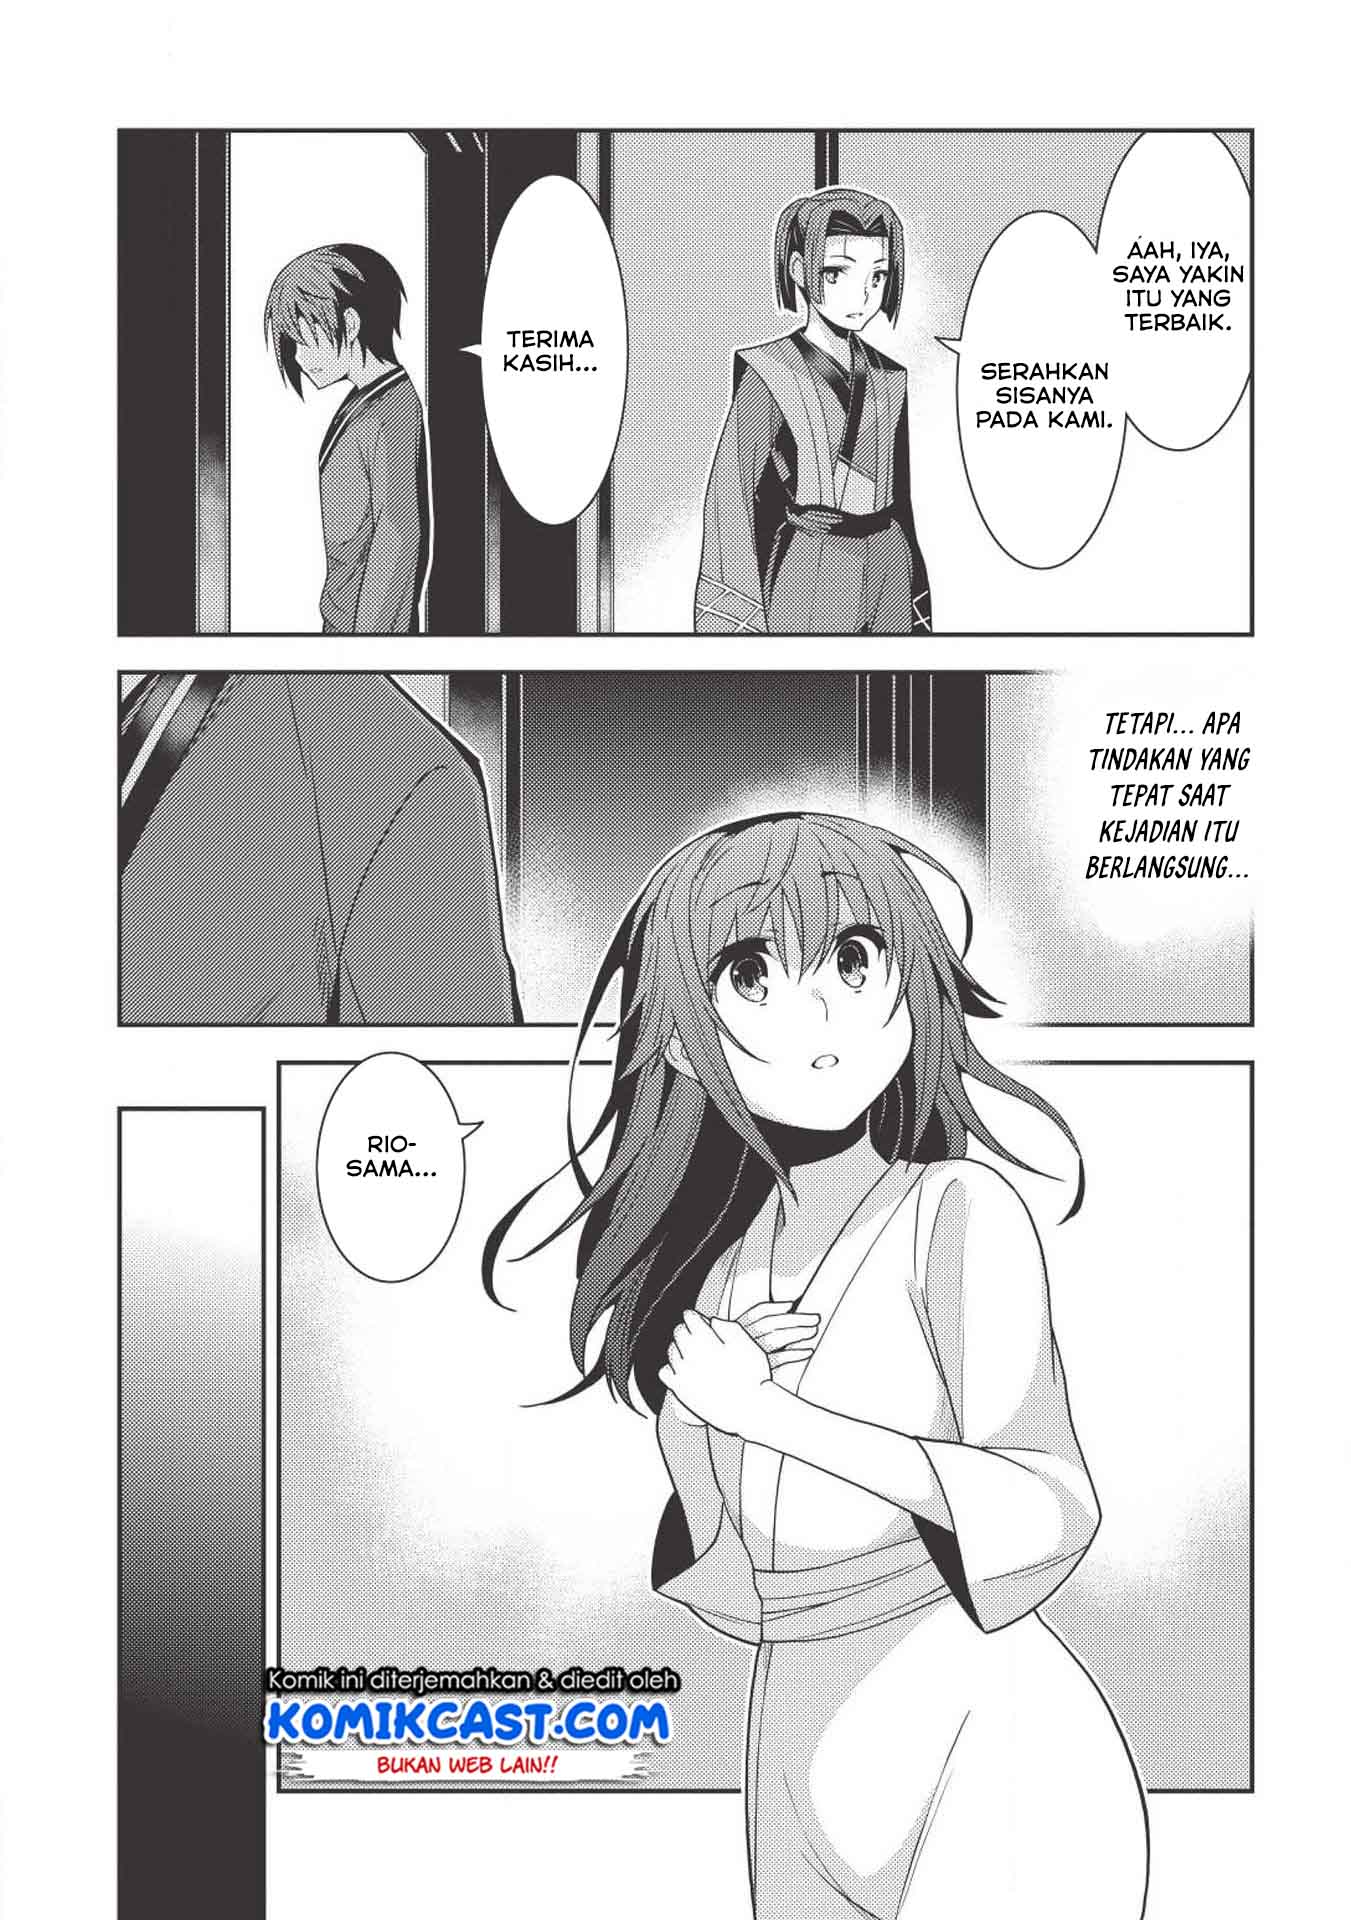 AAH, IYA,
SAYA YAKIN
ITU YANG
TERBAIK.
SERAHKAN
SISANYA
PADA KAMI.
TERIMA
KASIH...
TETAPI... APA
TINDAKAN YANG
TEPAT SAAT
KEJADIAN ITU
BERLANGSUNG...
RIO-
SAMA...
Komik ini diterjemahkan & diedit oleh
KOMIKCAST.COM
BUKAN WEB LAIN!!